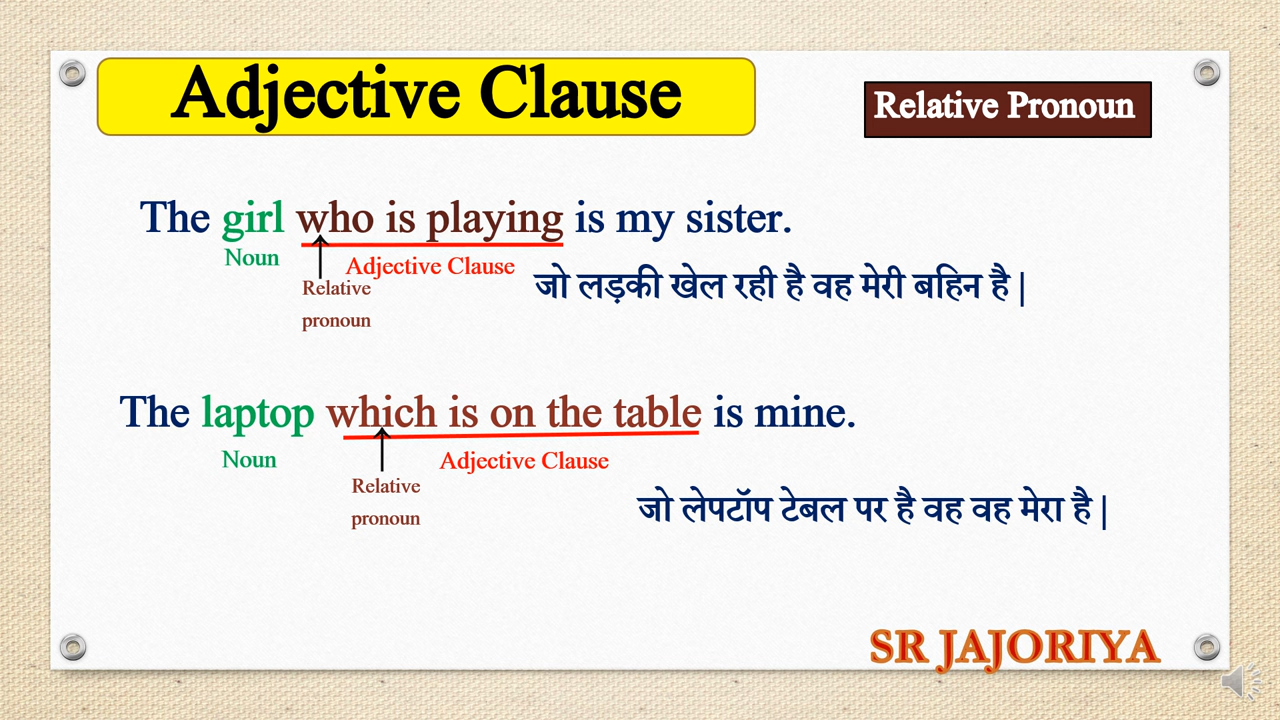 Adjective Clause
Relative Pronoun
The girl who is playing is my sister.
Noun
Adjective Clause
Relative
pronoun
जो लड़की खेल रही है वह मेरी बहिन है |
The laptop which is on the table is mine.
Noun
Adjective Clause
Relative
pronoun
जो लेपटॉप टेबल पर है वह वह मेरा है |
SR JAJORIYA